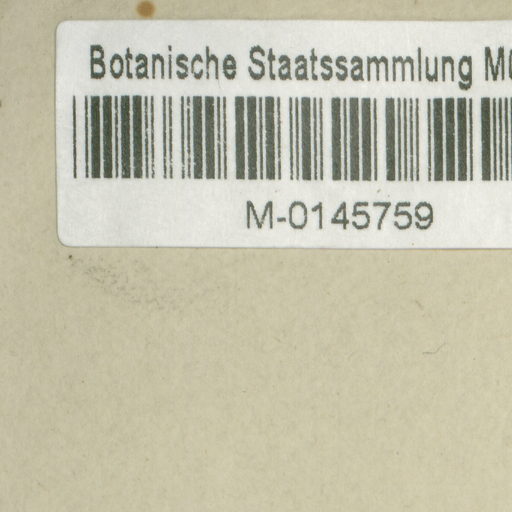 Botanische Staatssammlung
M-0145759